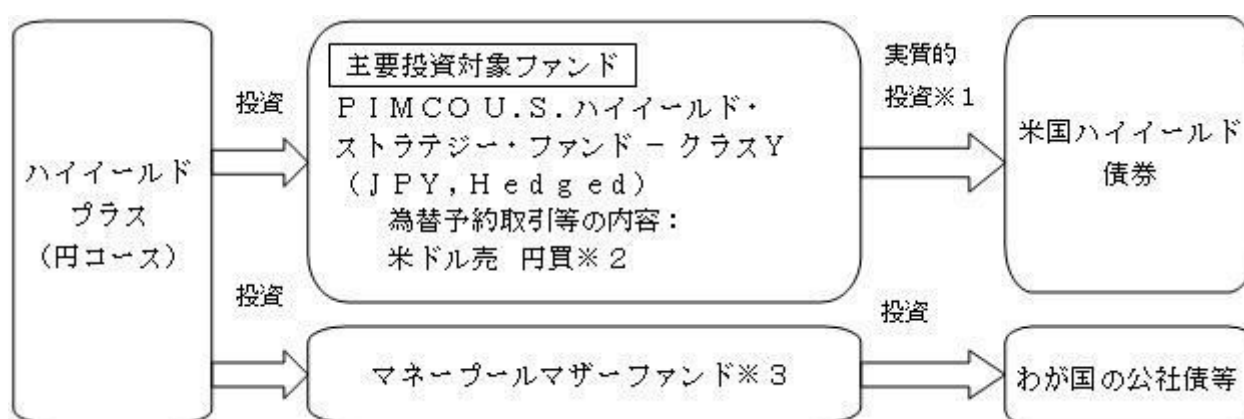 ハイイールド
プラス
（円コース）
投資
主要投資対象ファンド
ＰＩＭＣＯ Ｕ.Ｓ.ハイイールド・
ストラテジー・ファンド－クラスＹ
（ＪＰＹ,Ｈｅｄｇｅｄ）
為替予約取引等の内容：
米ドル売　円買※２
実質的
投資※１
米国ハイイールド
債券
投資
マネープールマザーファンド※３
投資
わが国の公社債等